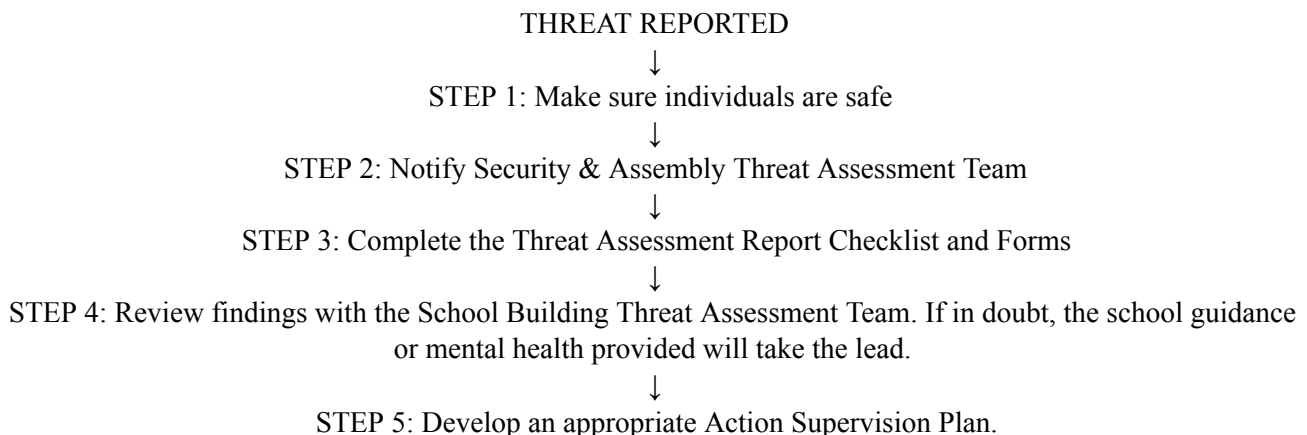 THREAT REPORTED
↓
STEP 1: Make sure individuals are safe
↓
STEP 2: Notify Security & Assembly Threat Assessment Team
↓
STEP 3: Complete the Threat Assessment Report Checklist and Forms
↓
STEP 4: Review findings with the School Building Threat Assessment Team. If in doubt, the school guidance
or mental health provided will take the lead.
↓
STEP 5: Develop an appropriate Action Supervision Plan.